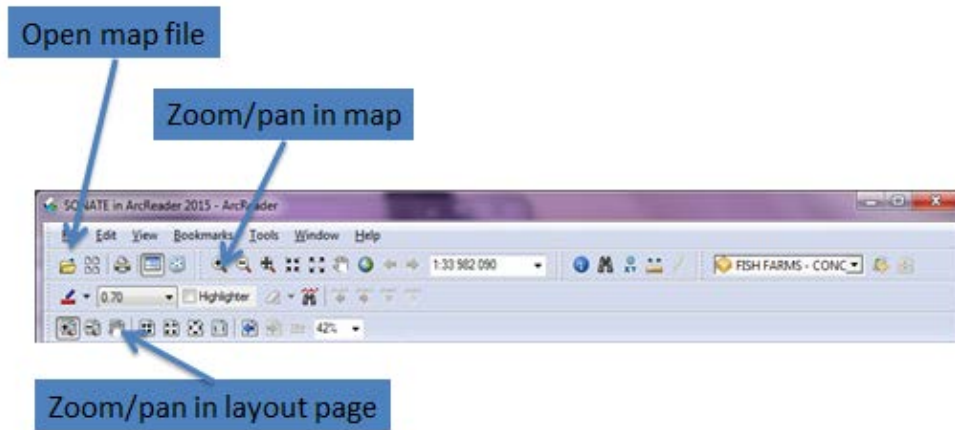 Open map file
Zoom/pan in map
SONATE in ArcReader 2015 - ArcReader
Edit View Bookmarks Tools Window Help
1:33 982 090 FISH FARMS - CONC
0.70 Highlighter
42%
Zoom/pan in layout page